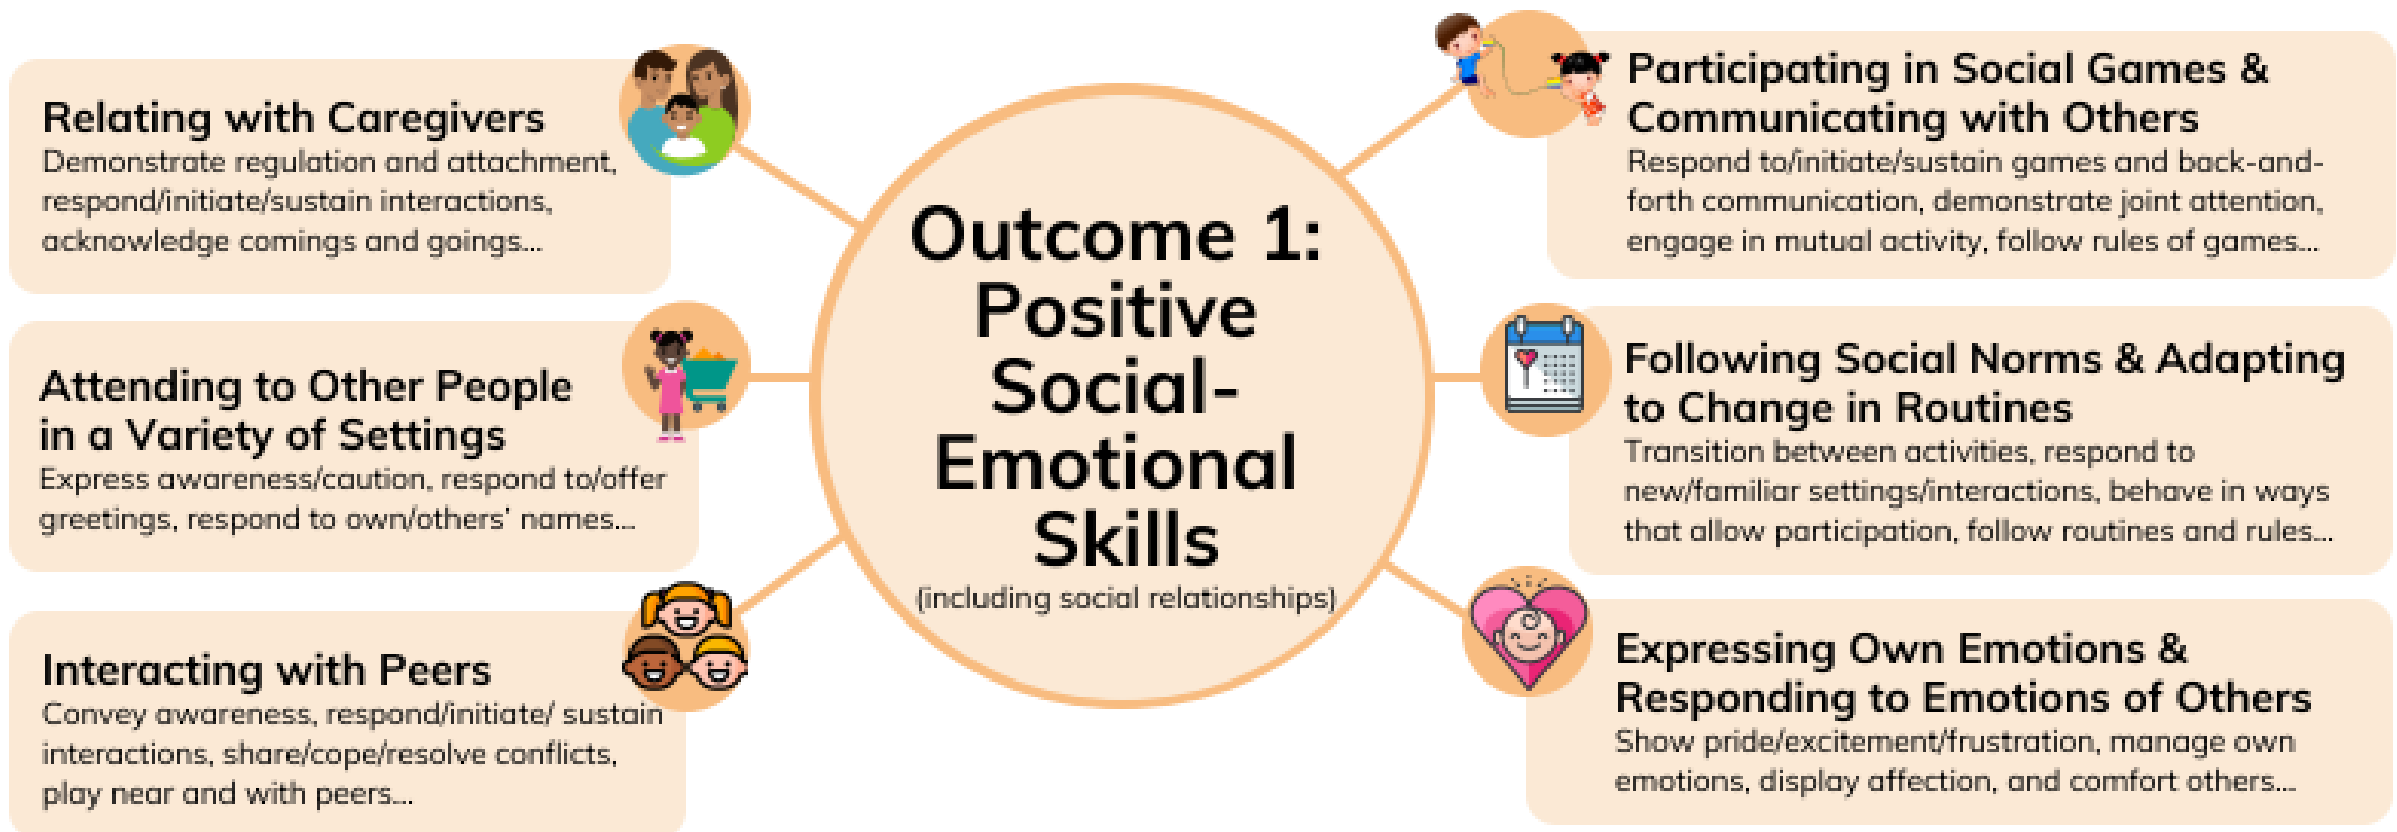 Relating with Caregivers
Demonstrate regulation and attachment,
respond/initiate/sustain interactions,
acknowledge comings and goings...
Attending to Other People
in a Variety of Settings
Express awareness/caution, respond to/offer
greetings, respond to own/others' names...
Interacting with Peers
Convey awareness, respond/initiate/ sustain
interactions, share/cope/resolve conflicts,
play near and with peers...
Outcome 1:
Positive
Social-
Emotional
Skills
(including social relationships)
Participating in Social Games &
Communicating with Others
Respond to/initiate/sustain games and back-and-
forth communication, demonstrate joint attention,
engage in mutual activity, follow rules of games...
Following Social Norms & Adapting
to Change in Routines
Transition between activities, respond to
new/familiar settings/interactions, behave in ways
that allow participation, follow routines and rules...
Expressing Own Emotions &
Responding to Emotions of Others
Show pride/excitement/frustration, manage own
emotions, display affection, and comfort others...